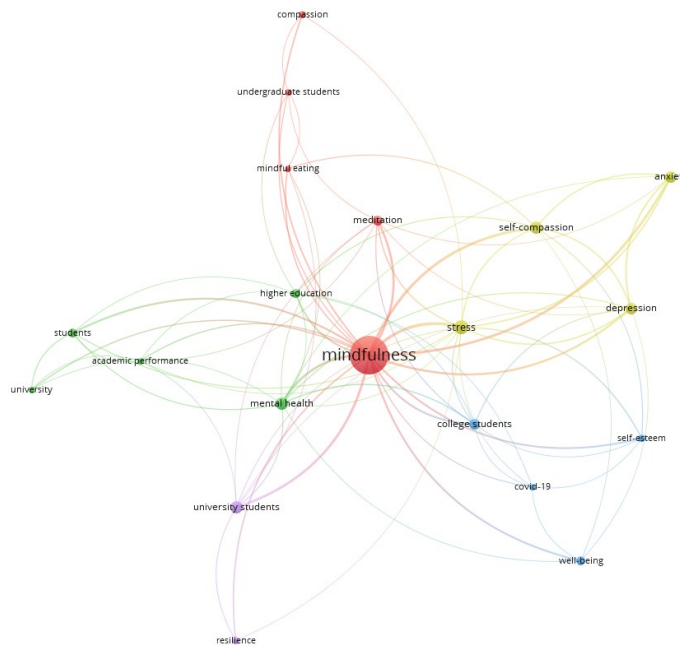 compassion
undergraduate students
mindful eating
anxie
meditation
self-compassion
higher education
depression
students
stress
mindfulness
academic performance
university
mental health
college students
self-esteem
covid-19
university students
well-being
resilience